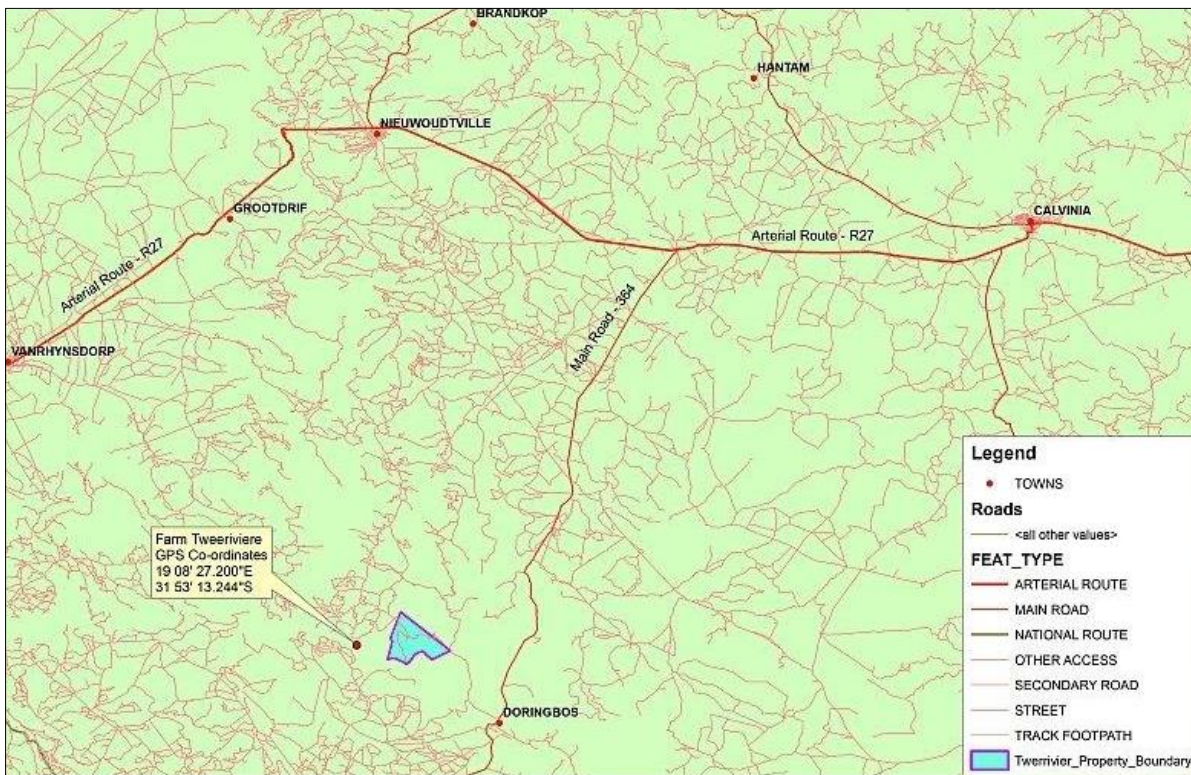 BRANDKOP
HANTAM
NIEUWOUDTVILLE
GROOTDRIF
CALVINIA
Arterial Route - R27
Arterial Route - R27
Main Road - 364
VANRHYNSDORP
Farm Tweeriviere
GPS Co-ordinates
19 08' 27.200"E
31 53' 13.244"S
DORINGBOS
Legend
TOWNS
Roads
<all other values>
FEAT_TYPE
ARTERIAL ROUTE
MAIN ROAD
NATIONAL ROUTE
OTHER ACCESS
SECONDARY ROAD
STREET
TRACK FOOTPATH
Twerrivier_Property_Boundary